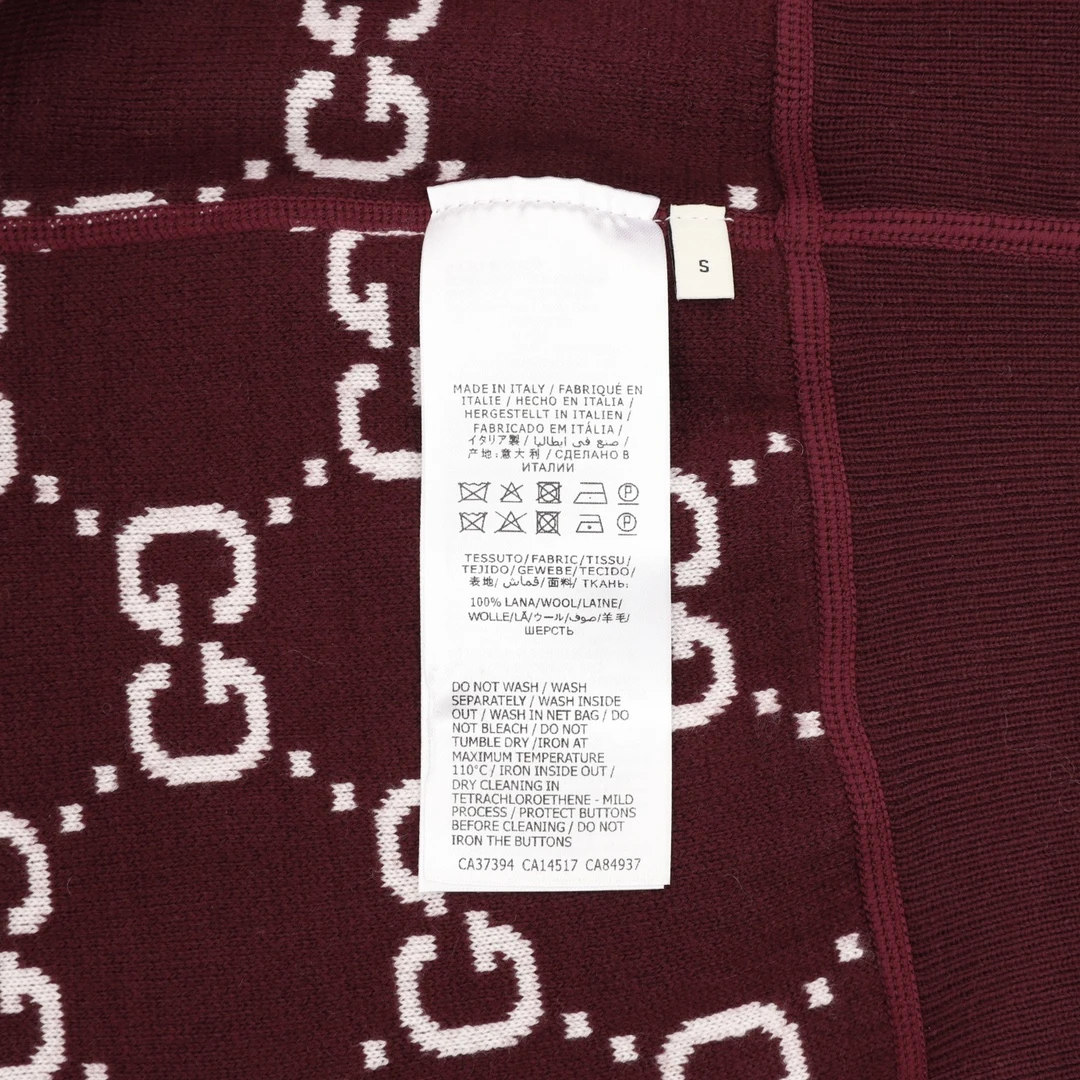 S
MADE IN ITALY / FABRIQUÉ EN
ITALIE / HECHO EN ITALIA /
HERGESTELLT IN ITALIEN /
FABRICADO EM ITÁLIA /
イタリア製 / صنع في ايطاليا /
产地:意大利 / СДЕЛАНО В
ИТАЛИИ
P
P
TESSUTO/FABRIC/TISSU/
TEJIDO/GEWEBE/TECIDO/
表地/ قماش/面料/ ТКАНЬ:
100% LANA/WOOL/LAINE/
WOLLE/LÃ/ウール/صوف/羊毛/
ШЕРСТЬ
DO NOT WASH / WASH
SEPARATELY / WASH INSIDE
OUT / WASH IN NET BAG / DO
NOT BLEACH / DO NOT
TUMBLE DRY /IRON AT
MAXIMUM TEMPERATURE
110°C / IRON INSIDE OUT /
DRY CLEANING IN
TETRACHLOROETHENE - MILD
PROCESS / PROTECT BUTTONS
BEFORE CLEANING / DO NOT
IRON THE BUTTONS
CA37394 CA14517 CA84937